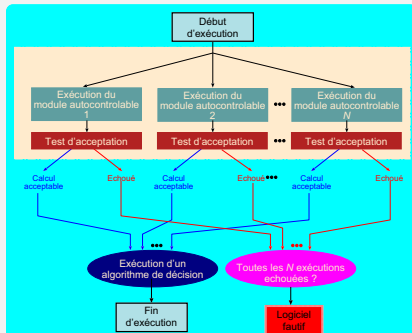 Début
d'exécution
Exécution du
module autocontrolable
1
Exécution du
module autocontrolable
2
Exécution du
module autocontrolable
N
Test d'acceptation
Test d'acceptation
Test d'acceptation
Calcul
acceptable
Echoué
Calcul
acceptable
Echoué
Calcul
acceptable
Echoué
Exécution d'un
algorithme de décision
Toutes les N exécutions
echouées ?
Fin
d'exécution
Logiciel
fautif